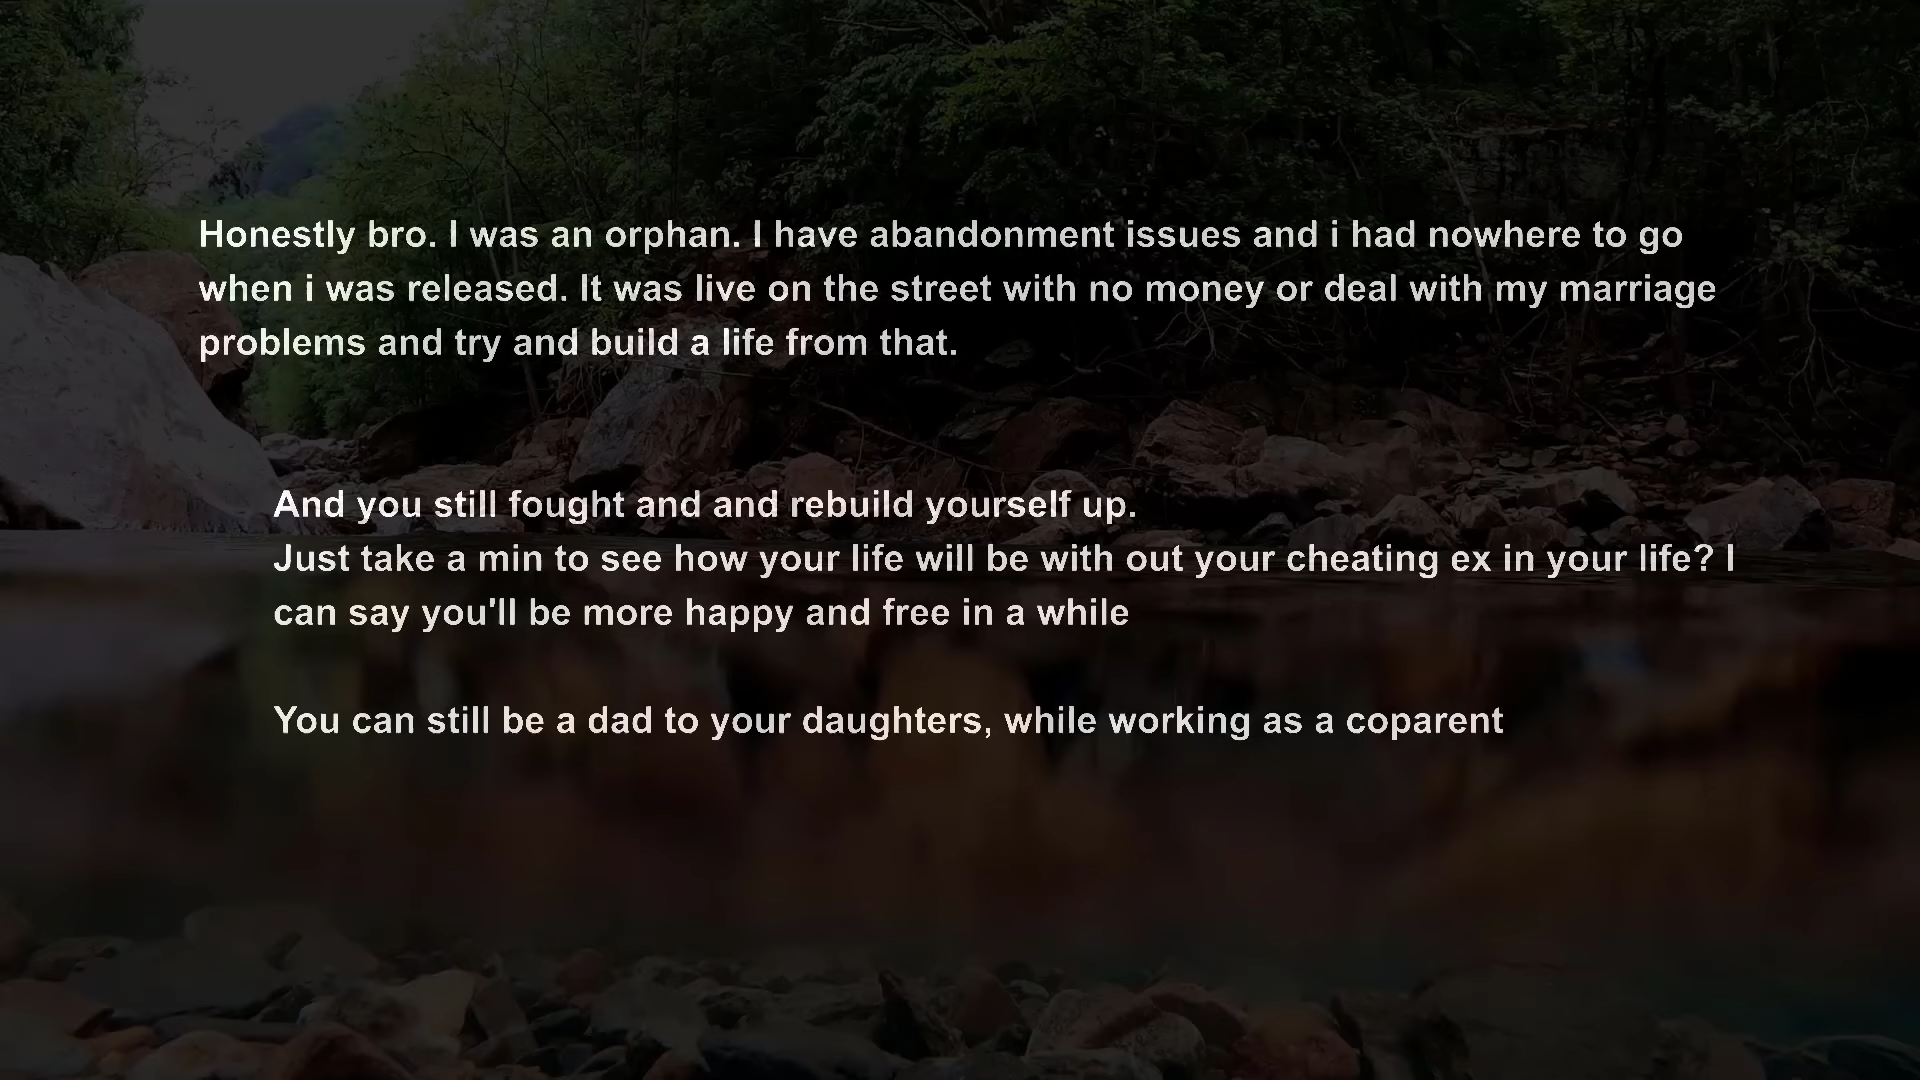 Honestly bro. I was an orphan. I have abandonment issues and i had nowhere to go
when i was released. It was live on the street with no money or deal with my marriage
problems and try and build a life from that.
And you still fought and and rebuild yourself up.
Just take a min to see how your life will be with out your cheating ex in your life? I
can say you'll be more happy and free in a while
You can still be a dad to your daughters, while working as a coparent